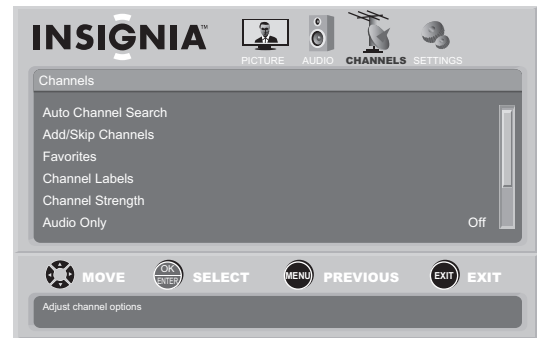 INSIGNIA™
PICTURE AUDIO CHANNELS SETTINGS
Channels
Auto Channel Search
Add/Skip Channels
Favorites
Channel Labels
Channel Strength
Audio Only Off
MOVE OK ENTER SELECT MENU PREVIOUS EXIT EXIT
Adjust channel options